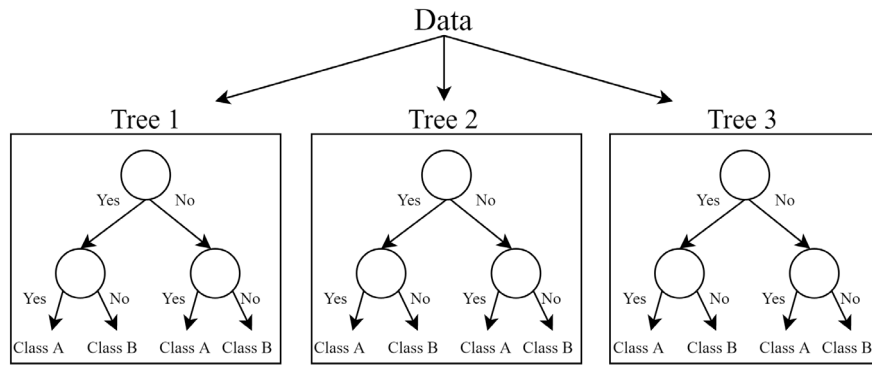 Data
Tree 1 Tree 2 Tree 3
Yes No Yes No Yes No
Yes No Yes No Yes No Yes No Yes No Yes No
Class A Class B Class A Class B Class A Class B Class A Class B Class A Class B Class A Class B